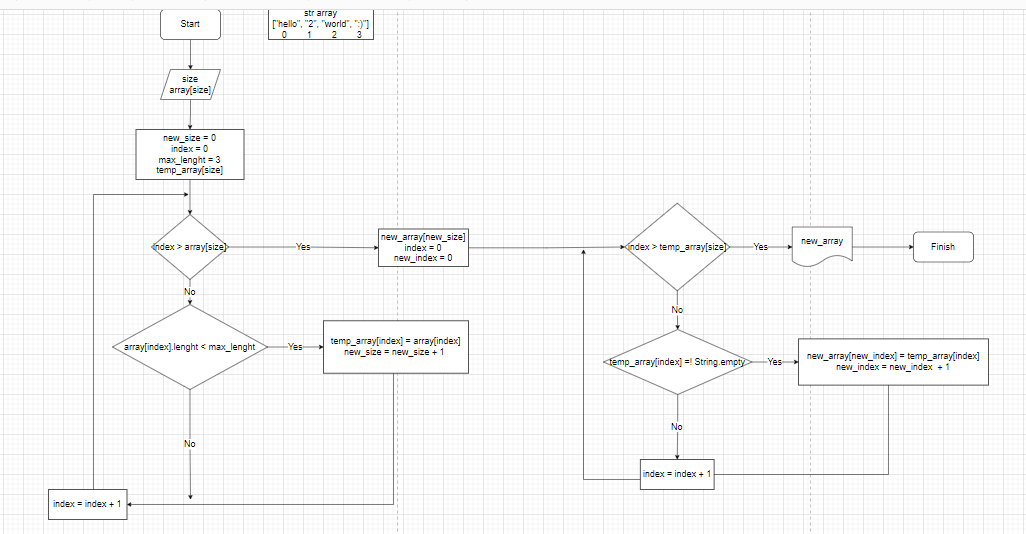 str array
Start
["hello", "2", "world", ":)"]
0 1 2 3
size
array[size]
new_size = 0
index = 0
max_lenght = 3
temp_array[size]
index > array[size]
Yes
new_array[new_size]
index = 0
new_index = 0
index > temp_array[size]
Yes
new_array
Finish
No
No
array[index].lenght < max_lenght
Yes
temp_array[index] = array[index]
new_size = new_size + 1
temp_array[index] =! String.empty
Yes
new_array[new_index] = temp_array[index]
new_index = new_index + 1
No
No
index = index + 1
index = index + 1